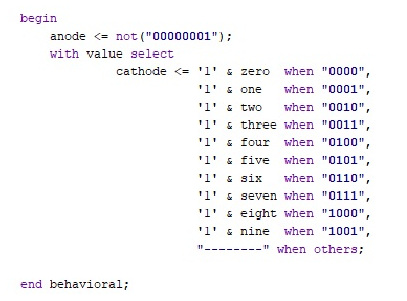 begin
anode <= not("00000001");
with value select
cathode <= '1' & zero when "0000",
'1' & one when "0001",
'1' & two when "0010",
'1' & three when "0011",
'1' & four when "0100",
'1' & five when "0101",
'1' & six when "0110",
'1' & seven when "0111",
'1' & eight when "1000",
'1' & nine when "1001",
"--------" when others;
end behavioral;